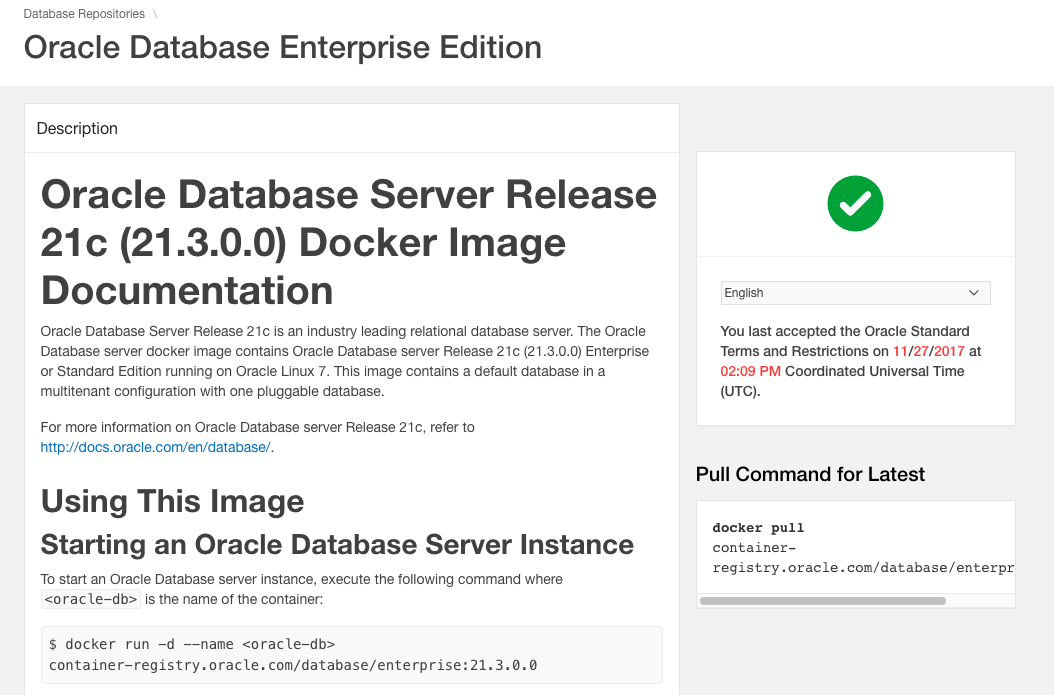 Database Repositories \
Oracle Database Enterprise Edition
Description
Oracle Database Server Release
21c (21.3.0.0) Docker Image
Documentation
Oracle Database Server Release 21c is an industry leading relational database server. The Oracle
Database server docker image contains Oracle Database server Release 21c (21.3.0.0) Enterprise
or Standard Edition running on Oracle Linux 7. This image contains a default database in a
multitenant configuration with one pluggable database.
For more information on Oracle Database server Release 21c, refer to
http://docs.oracle.com/en/database/.
Using This Image
Starting an Oracle Database Server Instance
To start an Oracle Database server instance, execute the following command where
<oracle-db> is the name of the container:
$ docker run -d --name <oracle-db>
container-registry.oracle.com/database/enterprise:21.3.0.0
English
You last accepted the Oracle Standard
Terms and Restrictions on 11/27/2017 at
02:09 PM Coordinated Universal Time
(UTC).
Pull Command for Latest
docker pull
container-
registry.oracle.com/database/enterpr